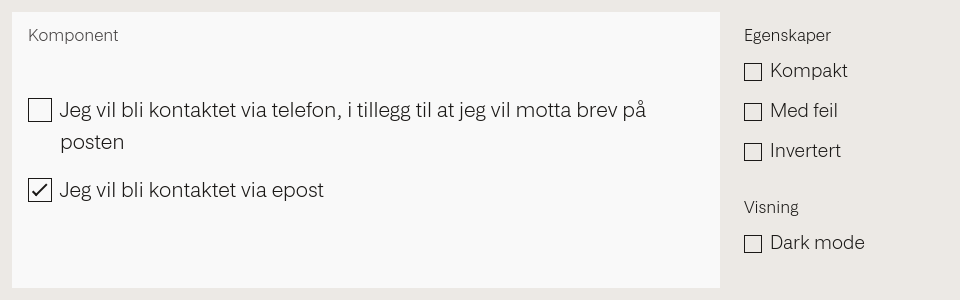 Komponent
Jeg vil bli kontaktet via telefon, i tillegg til at jeg vil motta brev på
posten
Jeg vil bli kontaktet via epost
Egenskaper
Kompakt
Med feil
Invertert
Visning
Dark mode